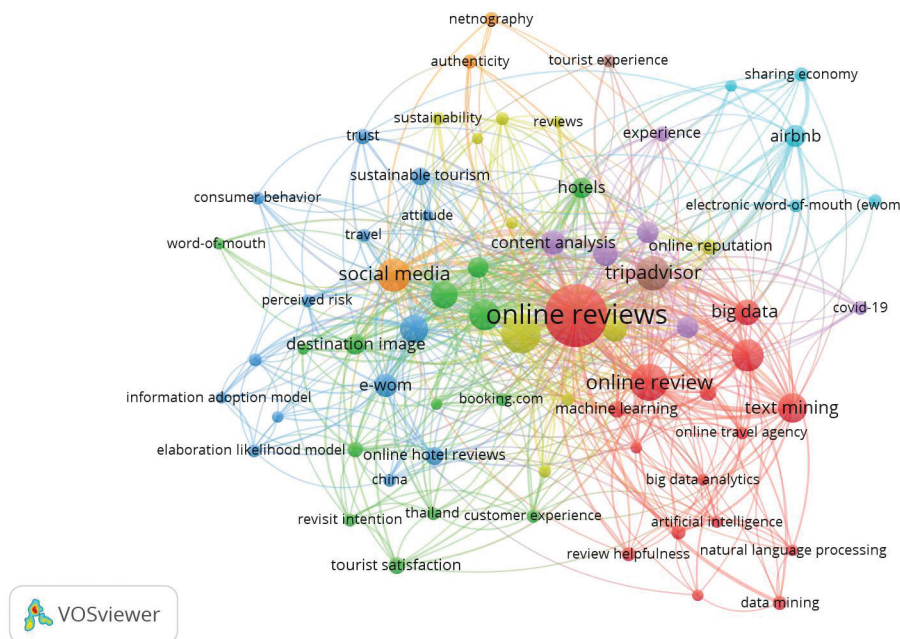 netnography
authenticity
tourist experience
sharing economy
sustainability
reviews
experience
airbnb
trust
sustainable tourism
hotels
consumer behavior
electronic word-of-mouth (ewom
attitude
travel
word-of-mouth
content analysis
online reputation
social media
tripadvisor
perceived risk
online reviews
big data
covid-19
destination image
e-wom
online review
information adoption model
booking.com
machine learning
text mining
online travel agency
elaboration likelihood model
online hotel reviews
china
big data analytics
revisit intention
thailand
customer experience
artificial intelligence
review helpfulness
natural language processing
tourist satisfaction
data mining
VOSviewer